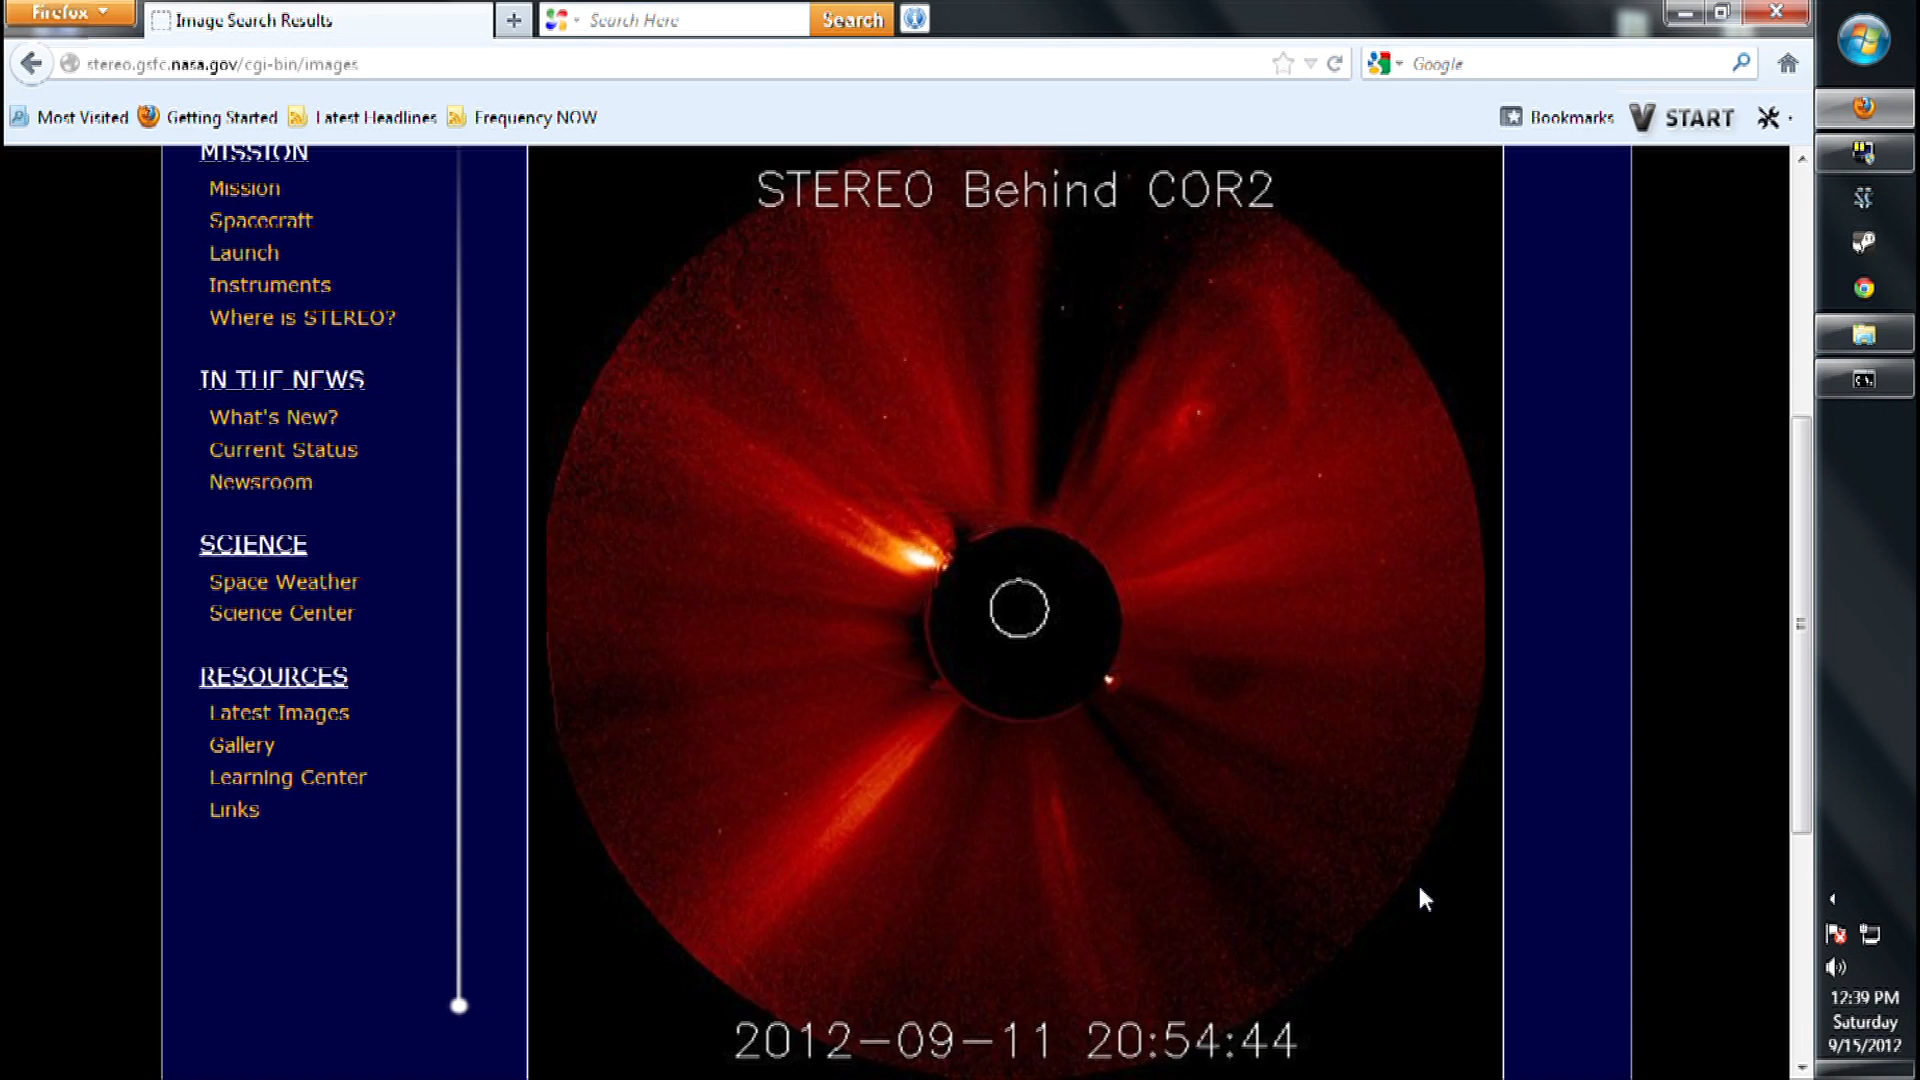 Firefox
Image Search Results
Search Here
Search
stereo.gsfc.nasa.gov/cgi-bin/images
Google
Most Visited
Getting Started
Latest Headlines
Frequency NOW
Bookmarks
V START
MISSION
Mission
Spacecraft
Launch
Instruments
Where is STEREO?
IN THE NEWS
What's New?
Current Status
Newsroom
SCIENCE
Space Weather
Science Center
RESOURCES
Latest Images
Gallery
Learning Center
Links
STEREO Behind COR2
2012-09-11 20:54:44
12:39 PM
Saturday
9/15/2012